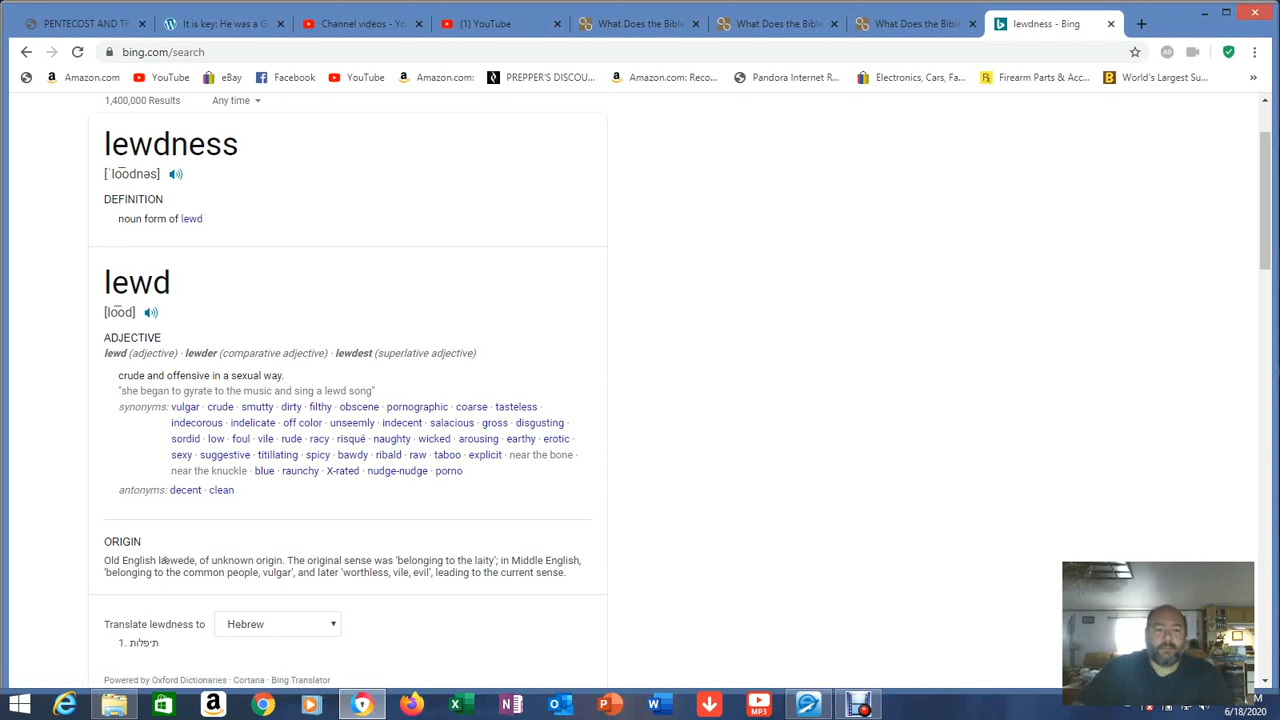 PENTECOST AND TH
It is key: He was a G
Channel videos - Yo
(1) YouTube
What Does the Bible
What Does the Bible
What Does the Bible
lewdness - Bing
bing.com/search
Amazon.com
YouTube
eBay
Facebook
YouTube
Amazon.com:
PREPPER'S DISCOU...
Amazon.com: Reco...
Pandora Internet R...
Electronics, Cars, Fa...
Firearm Parts & Acc...
World's Largest Su...
1,400,000 Results Any time
lewdness
[ˈlo͞odnəs]
DEFINITION
noun form of lewd
lewd
[lo͞od]
ADJECTIVE
lewd (adjective) · lewder (comparative adjective) · lewdest (superlative adjective)
crude and offensive in a sexual way.
"she began to gyrate to the music and sing a lewd song"
synonyms: vulgar · crude · smutty · dirty · filthy · obscene · pornographic · coarse · tasteless ·
indecorous · indelicate · off color · unseemly · indecent · salacious · gross · disgusting ·
sordid · low · foul · vile · rude · racy · risqué · naughty · wicked · arousing · earthy · erotic ·
sexy · suggestive · titillating · spicy · bawdy · ribald · raw · taboo · explicit · near the bone ·
near the knuckle · blue · raunchy · X-rated · nudge-nudge · porno
antonyms: decent · clean
ORIGIN
Old English lǣwede, of unknown origin. The original sense was 'belonging to the laity'; in Middle English,
'belonging to the common people, vulgar', and later 'worthless, vile, evil', leading to the current sense.
Translate lewdness to Hebrew
1. תיפלות
Powered by Oxford Dictionaries · Cortana · Bing Translator
6/18/2020